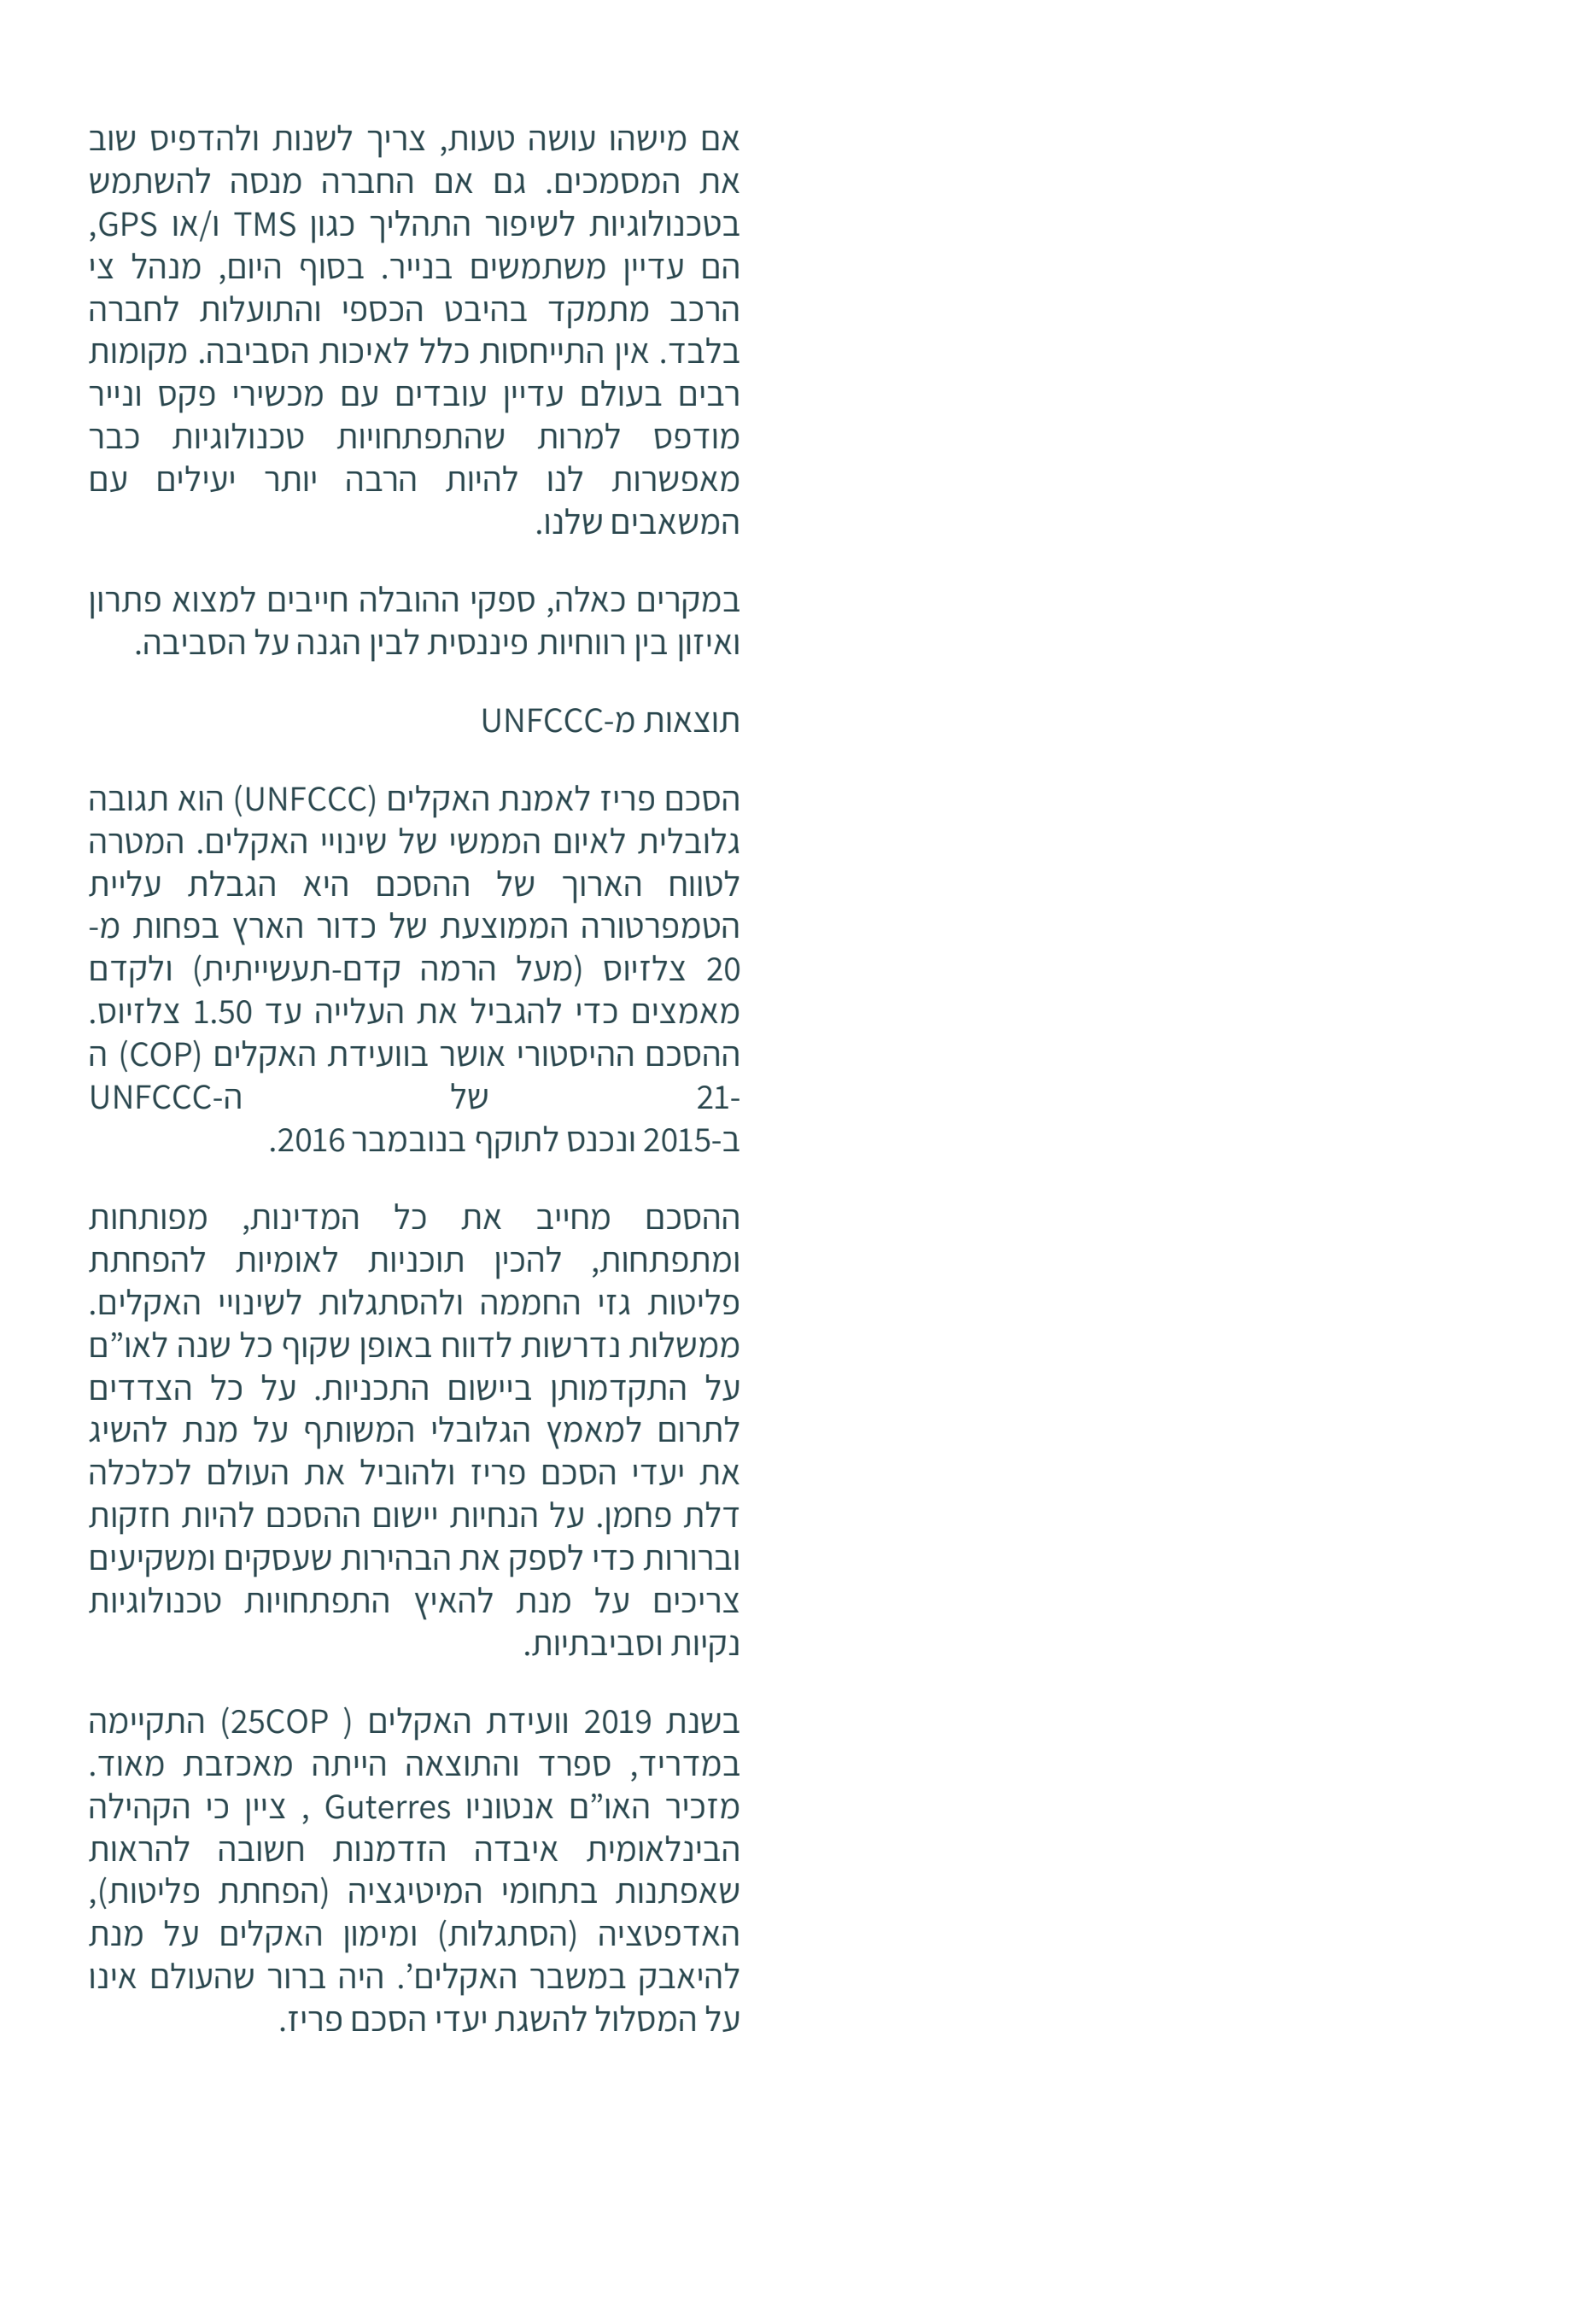 אם מישהו עושה טעות, צריך לשנות ולהדפיס שוב
את המסמכים. גם אם החברה מנסה להשתמש
בטכנולוגיות לשיפור התהליך כגון TMS ו/או GPS,
הם עדיין משתמשים בנייר. בסוף היום, מנהל צי
הרכב מתמקד בהיבט הכספי והתועלות לחברה
בלבד. אין התייחסות כלל לאיכות הסביבה. מקומות
רבים בעולם עדיין עובדים עם מכשירי פקס ונייר
מודפס למרות שהתפתחויות טכנולוגיות כבר
מאפשרות לנו להיות הרבה יותר יעילים עם
המשאבים שלנו.
במקרים כאלה, ספקי ההובלה חייבים למצוא פתרון
ואיזון בין רווחיות פיננסית לבין הגנה על הסביבה.
תוצאות מ-UNFCCC
הסכם פריז לאמנת האקלים (UNFCCC) הוא תגובה
גלובלית לאיום הממשי של שינויי האקלים. המטרה
לטווח הארוך של ההסכם היא הגבלת עליית
הטמפרטורה הממוצעת של כדור הארץ בפחות מ-
20 צלזיוס (מעל הרמה קדם-תעשייתית) ולקדם
מאמצים כדי להגביל את העלייה עד 1.50 צלזיוס.
ההסכם ההיסטורי אושר בוועידת האקלים (COP) ה
-21 של ה-UNFCCC
ב-2015 ונכנס לתוקף בנובמבר 2016.
ההסכם מחייב את כל המדינות, מפותחות
ומתפתחות, להכין תוכניות לאומיות להפחתת
פליטות גזי החממה ולהסתגלות לשינויי האקלים.
ממשלות נדרשות לדווח באופן שקוף כל שנה לאו”ם
על התקדמותן ביישום התכניות. על כל הצדדים
לתרום למאמץ הגלובלי המשותף על מנת להשיג
את יעדי הסכם פריז ולהוביל את העולם לכלכלה
דלת פחמן. על הנחיות יישום ההסכם להיות חזקות
וברורות כדי לספק את הבהירות שעסקים ומשקיעים
צריכים על מנת להאיץ התפתחויות טכנולוגיות
נקיות וסביבתיות.
בשנת 2019 וועידת האקלים ( 25COP) התקיימה
במדריד, ספרד והתוצאה הייתה מאכזבת מאוד.
מזכיר האו”ם אנטוניו Guterres , ציין כי הקהילה
הבינלאומית איבדה הזדמנות חשובה להראות
שאפתנות בתחומי המיטיגציה (הפחתת פליטות),
האדפטציה (הסתגלות) ומימון האקלים על מנת
להיאבק במשבר האקלים’. היה ברור שהעולם אינו
על המסלול להשגת יעדי הסכם פריז.